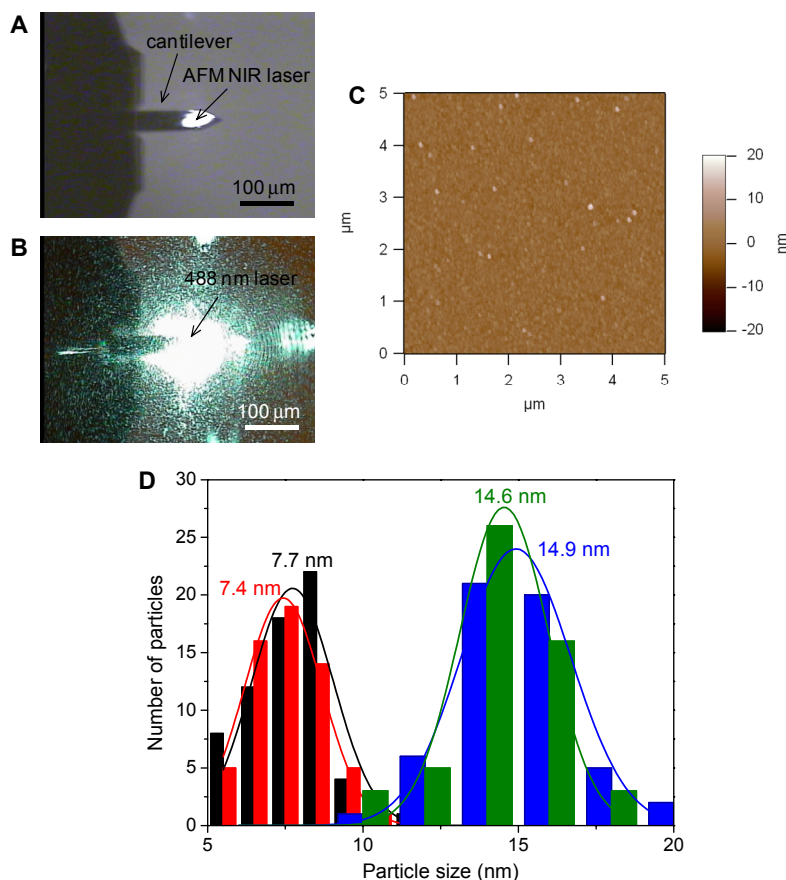 A
cantilever
AFM NIR laser
100 μm
B
488 nm laser
100 μm
C
5
4
3
2
1
0
μm
0 1 2 3 4 5
μm
20
10
0
-10
-20
nm
D
30
25
20
15
10
5
0
Number of particles
7.4 nm
7.7 nm
14.6 nm
14.9 nm
5 10 15 20
Particle size (nm)